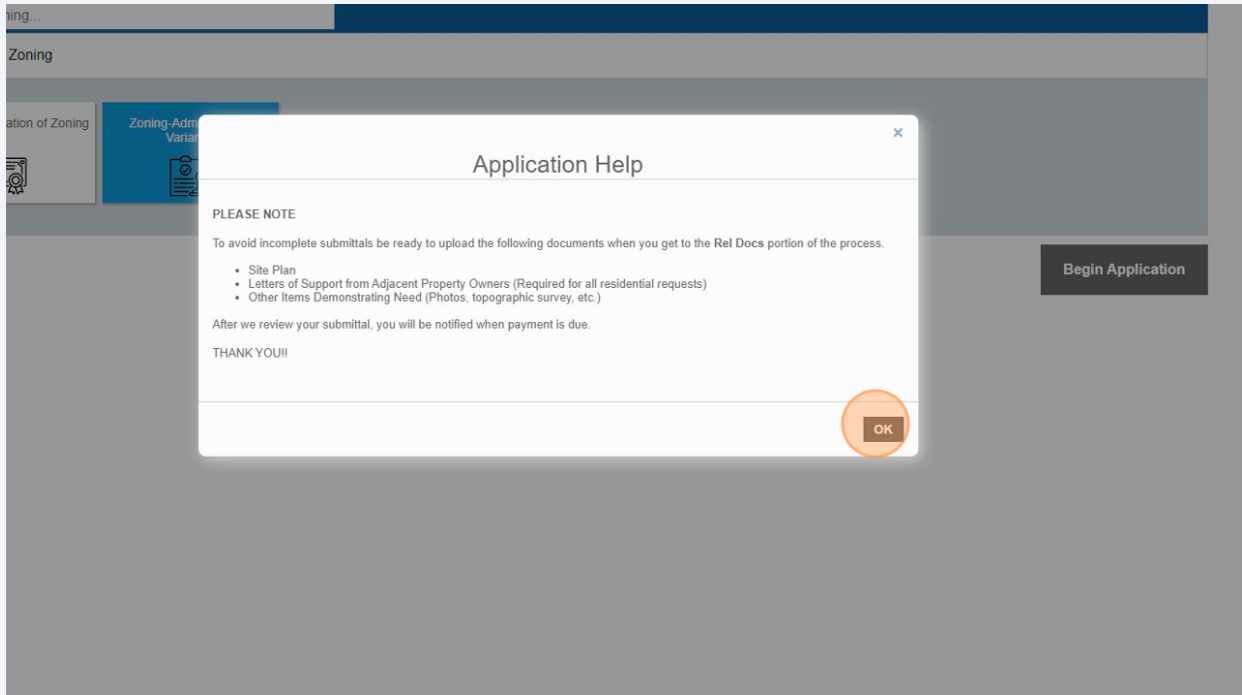 ning...
Zoning
ation of Zoning
Zoning-Adm
Varian
×
Application Help
PLEASE NOTE
To avoid incomplete submittals be ready to upload the following documents when you get to the Rel Docs portion of the process.
• Site Plan
• Letters of Support from Adjacent Property Owners (Required for all residential requests)
• Other Items Demonstrating Need (Photos, topographic survey, etc.)
After we review your submittal, you will be notified when payment is due.
THANK YOU!!
OK
Begin Application